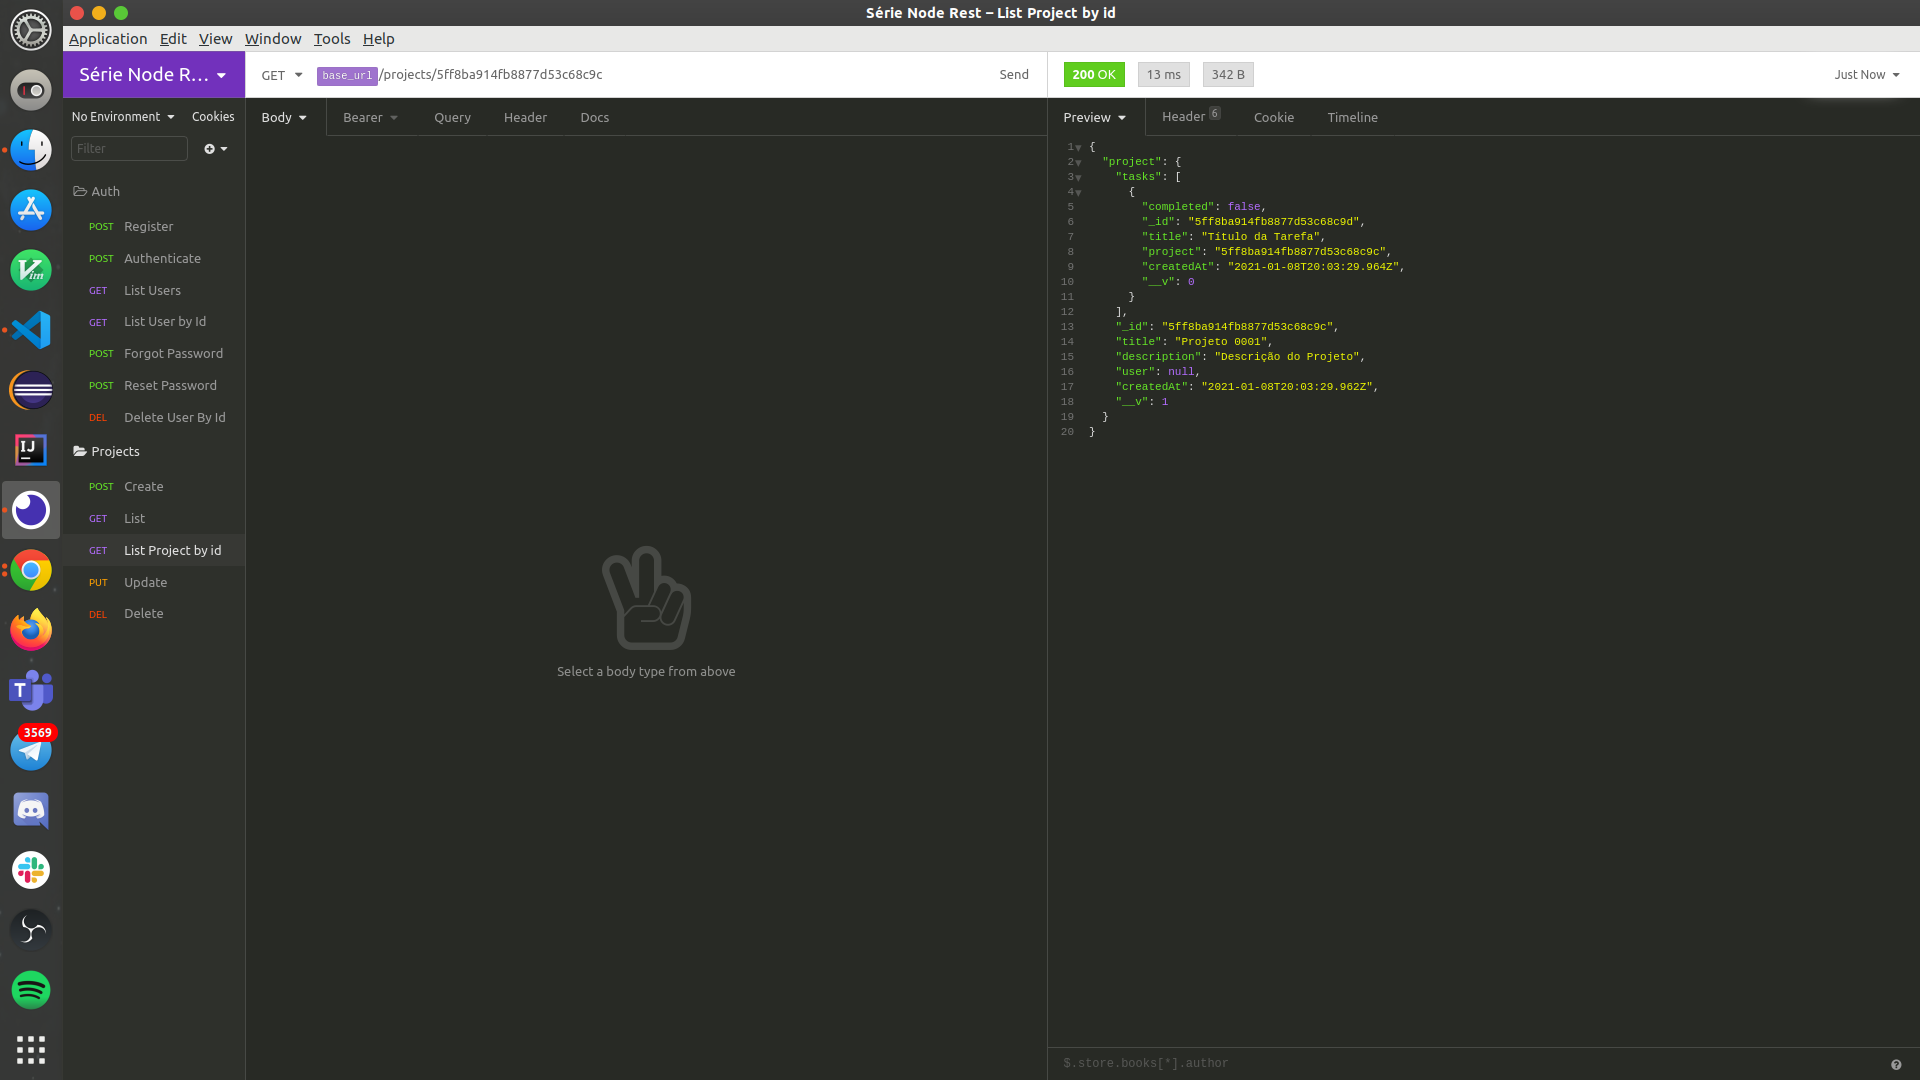 Série Node Rest – List Project by id
Application Edit View Window Tools Help
Série Node R...
GET base_url/projects/5ff8ba914fb8877d53c68c9c Send
200 OK 13 ms 342 B Just Now
No Environment Cookies
Filter
Auth
POST Register
POST Authenticate
GET List Users
GET List User by Id
POST Forgot Password
POST Reset Password
DEL Delete User By Id
Projects
POST Create
GET List
GET List Project by id
PUT Update
DEL Delete
Body Bearer Query Header Docs
Select a body type from above
Preview Header 6 Cookie Timeline
1 {
2 "project": {
3 "tasks": [
4 {
5 "completed": false,
6 "_id": "5ff8ba914fb8877d53c68c9d",
7 "title": "Título da Tarefa",
8 "project": "5ff8ba914fb8877d53c68c9c",
9 "createdAt": "2021-01-08T20:03:29.964Z",
10 "__v": 0
11 }
12 ],
13 "_id": "5ff8ba914fb8877d53c68c9c",
14 "title": "Projeto 0001",
15 "description": "Descrição do Projeto",
16 "user": null,
17 "createdAt": "2021-01-08T20:03:29.962Z",
18 "__v": 1
19 }
20 }
$.store.books[*].author
Vim
IJ
T
3569